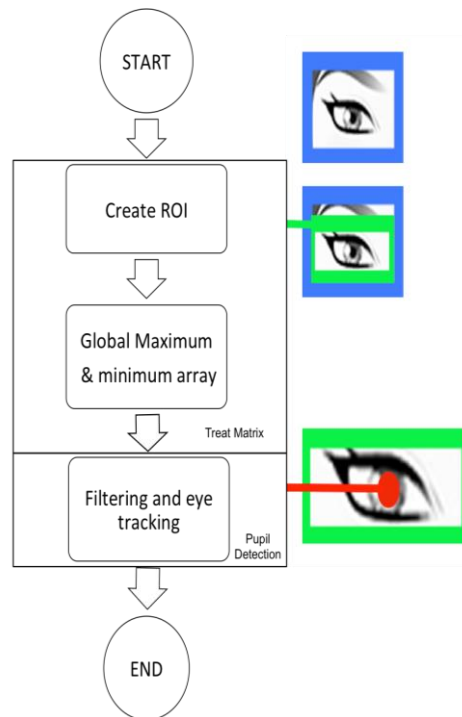 START
Create ROI
Global Maximum
& minimum array
Treat Matrix
Filtering and eye
tracking
Pupil
Detection
END